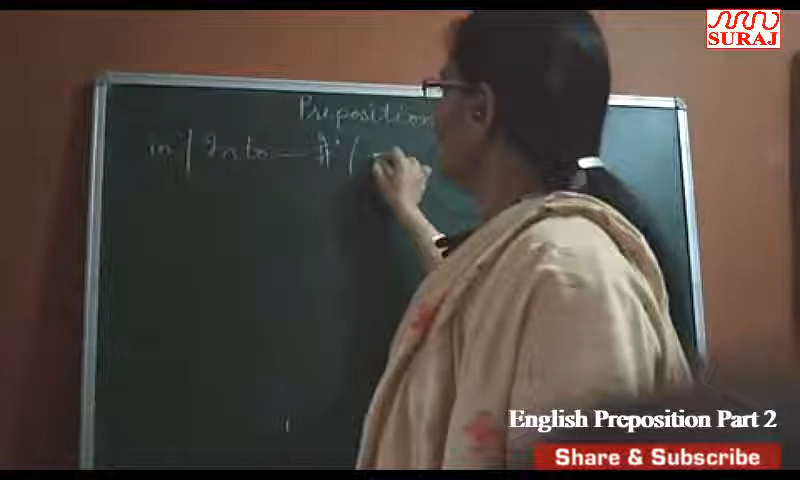 SURAJ
Preposition
in / Into — में (
English Preposition Part 2
Share & Subscribe